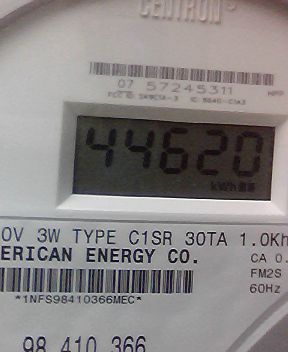 CENTRON
07 57245311
44620
kWh
0V 3W TYPE C1SR 30TA 1.0Kh
ERICAN ENERGY CO.
CA 0.
FM2S
*1NFS98410366MEC*
60Hz
98 410 366